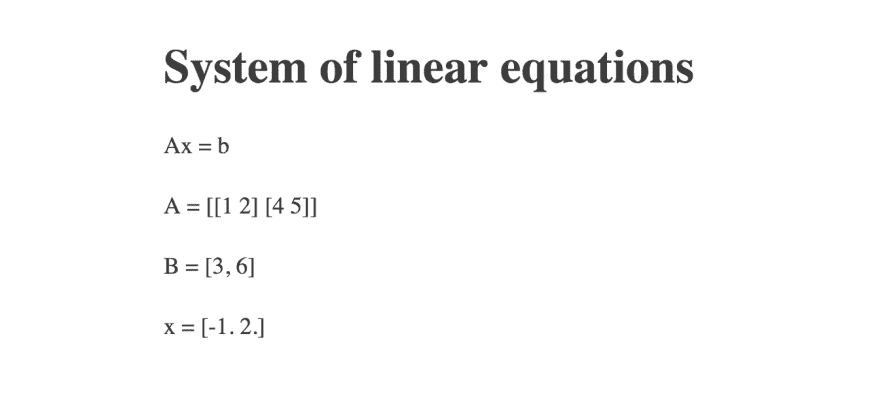 System of linear equations
Ax = b
A = [[1 2] [4 5]]
B = [3, 6]
x = [-1. 2.]